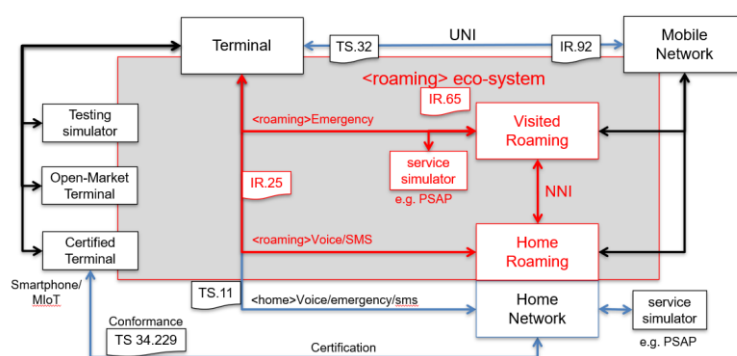 Terminal
TS.32
UNI
IR.92
Mobile
Network
<roaming> eco-system
IR.65
Testing
simulator
<roaming>Emergency
Visited
Roaming
service
simulator
e.g. PSAP
Open-Market
Terminal
IR.25
NNI
Certified
Terminal
<roaming>Voice/SMS
Home
Roaming
Smartphone/
MIoT
TS.11
<home>Voice/emergency/sms
Home
Network
service
simulator
e.g. PSAP
Conformance
TS 34.229
Certification